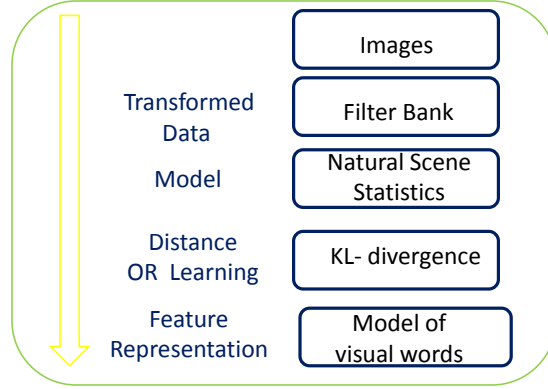 Images
Transformed
Data
Filter Bank
Model
Natural Scene
Statistics
Distance
OR Learning
KL- divergence
Feature
Representation
Model of
visual words